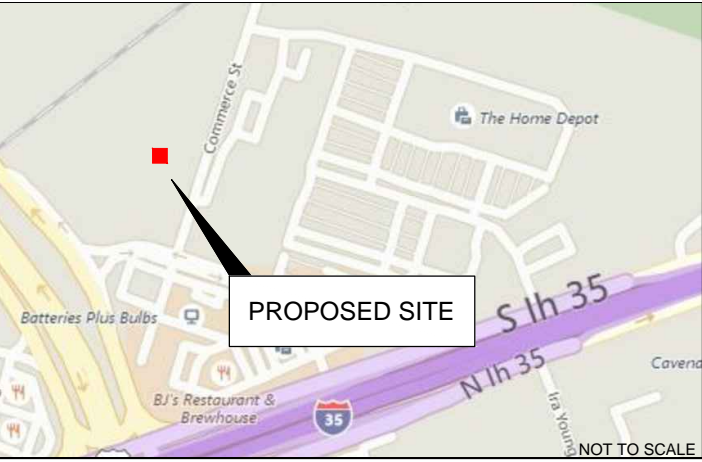 Commerce St
The Home Depot
PROPOSED SITE
S Ih 35
Batteries Plus Bulbs
N Ih 35
Cavend
BJ's Restaurant &
Brewhouse
35
Ira Young
NOT TO SCALE